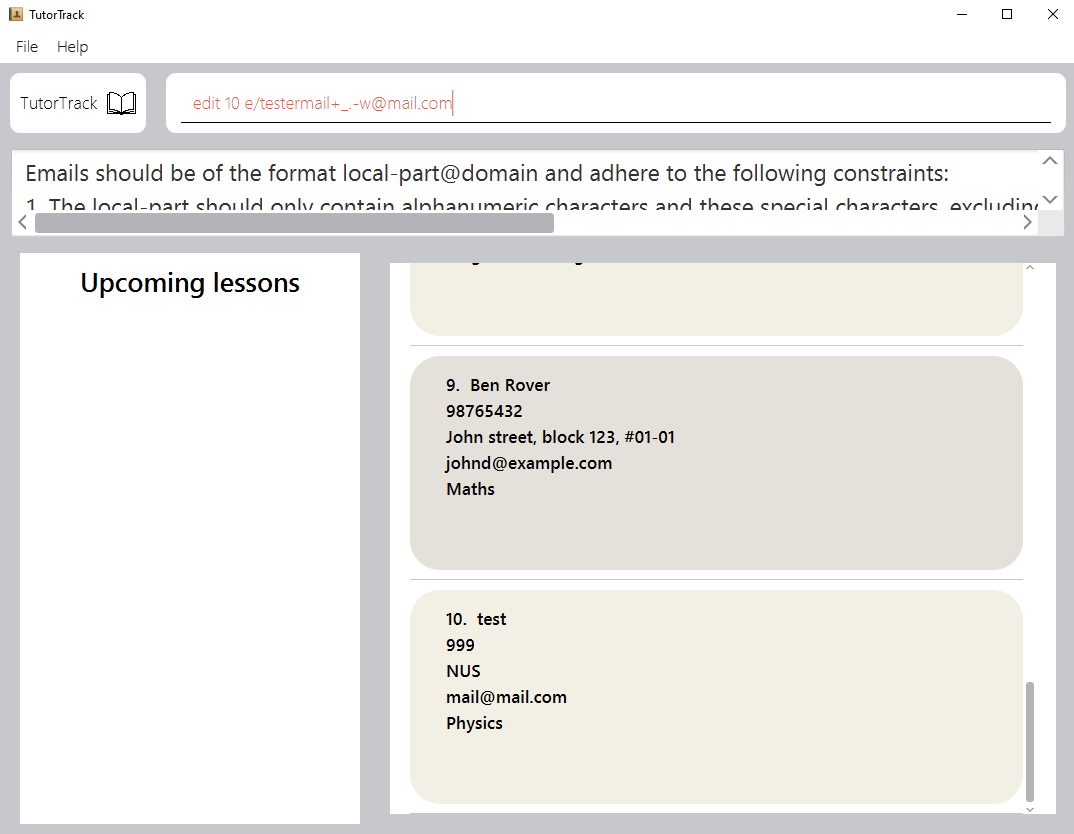 TutorTrack
File Help
TutorTrack
edit 10 e/testermail+_.-w@mail.com
Emails should be of the format local-part@domain and adhere to the following constraints:
1. The local-part should only contain alphanumeric characters and these special characters, excluding
Upcoming lessons
9. Ben Rover
98765432
John street, block 123, #01-01
johnd@example.com
Maths
10. test
999
NUS
mail@mail.com
Physics